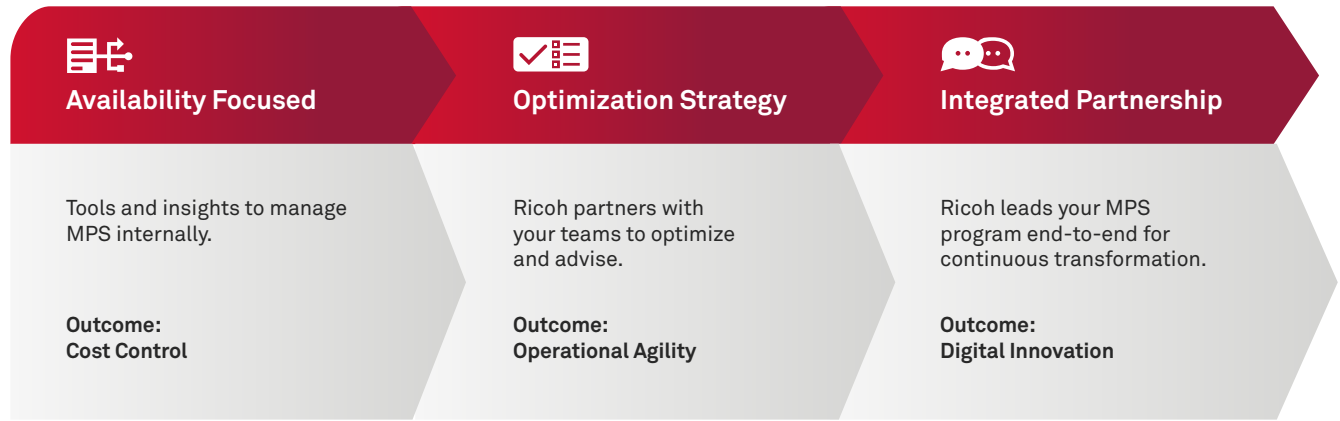 Availability Focused
Tools and insights to manage
MPS internally.
Outcome:
Cost Control
Optimization Strategy
Ricoh partners with
your teams to optimize
and advise.
Outcome:
Operational Agility
Integrated Partnership
Ricoh leads your MPS
program end-to-end for
continuous transformation.
Outcome:
Digital Innovation